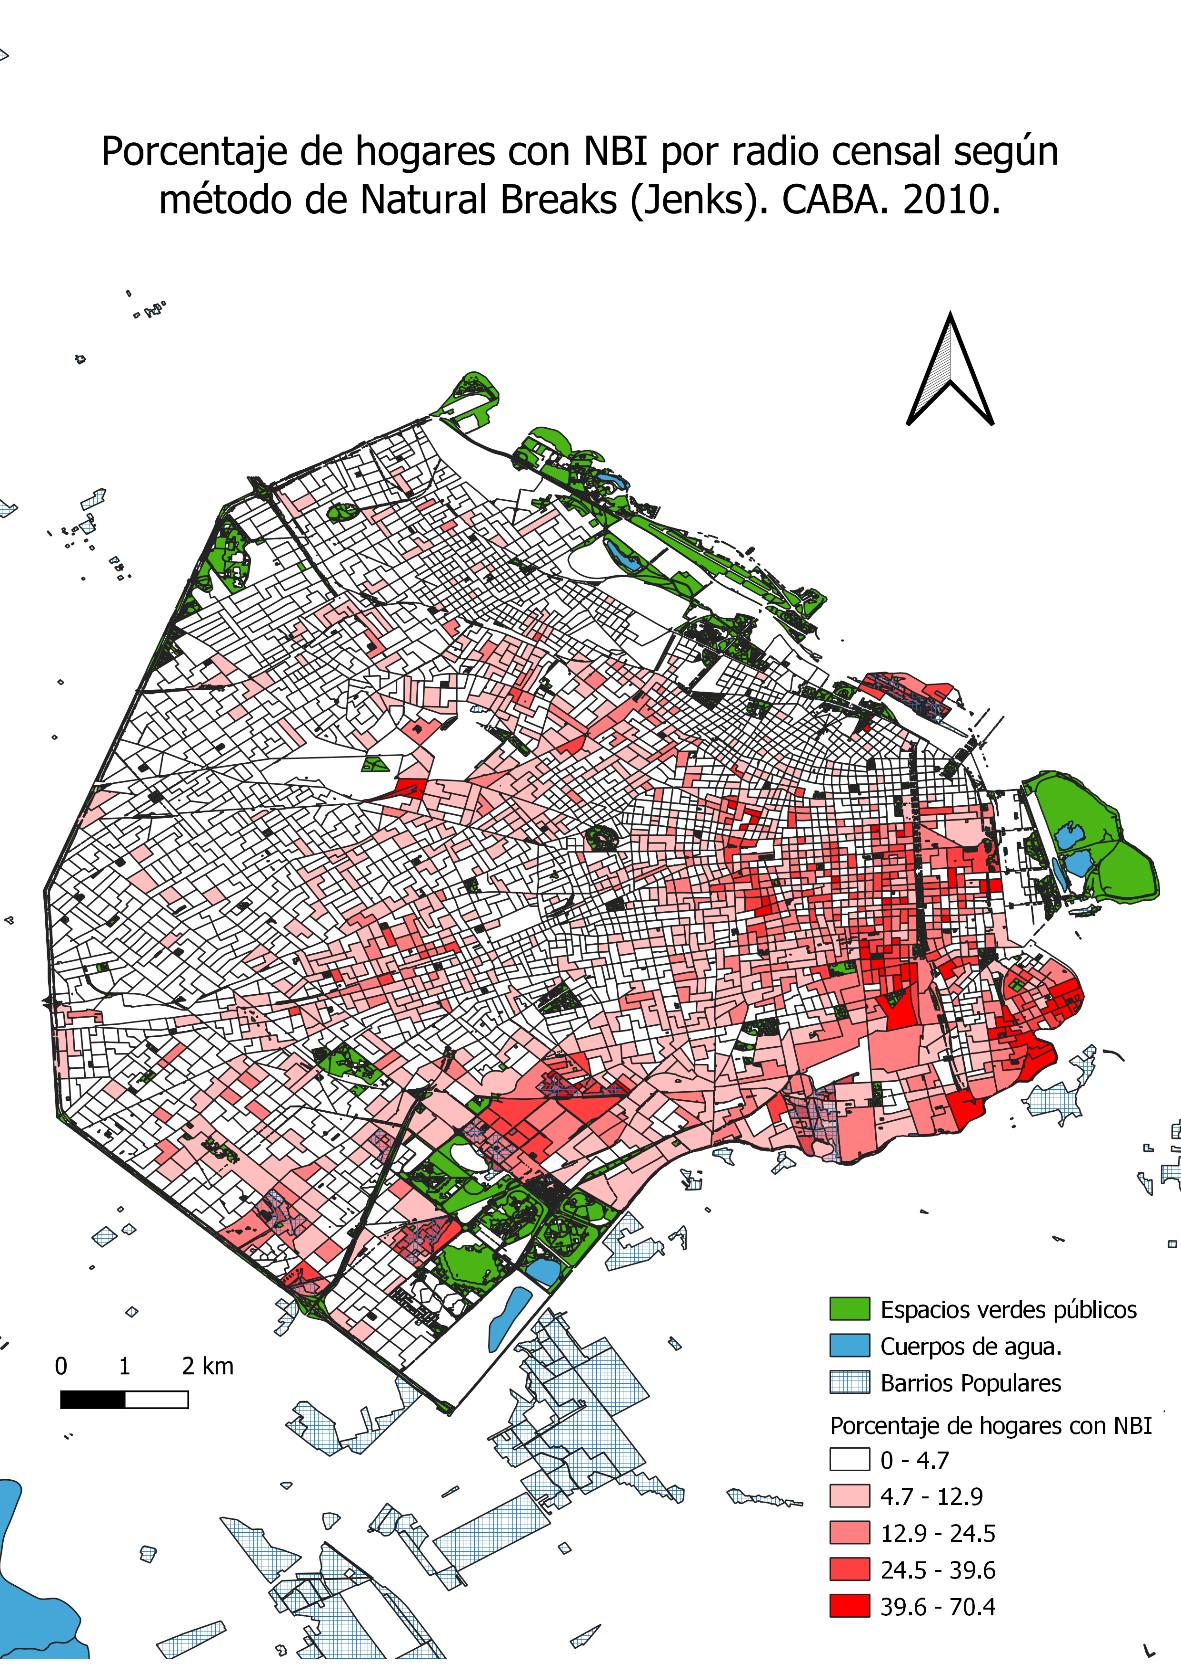 Porcentaje de hogares con NBI por radio censal según
método de Natural Breaks (Jenks). CABA. 2010.
0 1 2 km
Espacios verdes públicos
Cuerpos de agua.
Barrios Populares
Porcentaje de hogares con NBI
0 - 4.7
4.7 - 12.9
12.9 - 24.5
24.5 - 39.6
39.6 - 70.4